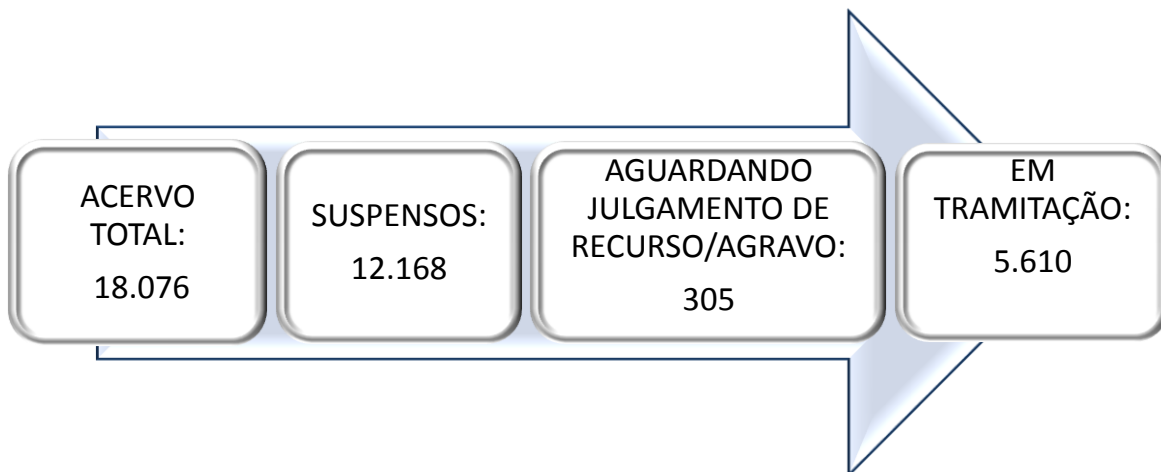 ACERVO
TOTAL:
18.076
SUSPENSOS:
12.168
AGUARDANDO
JULGAMENTO DE
RECURSO/AGRAVO:
305
EM
TRAMITAÇÃO:
5.610